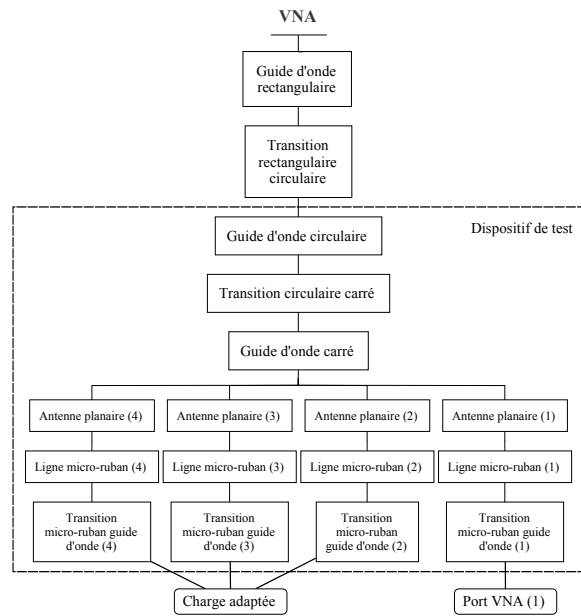 VNA
Guide d'onde
rectangulaire
Transition
rectangulaire
circulaire
Dispositif de test
Guide d'onde circulaire
Transition circulaire carré
Guide d'onde carré
Antenne planaire (4)
Antenne planaire (3)
Antenne planaire (2)
Antenne planaire (1)
Ligne micro-ruban (4)
Ligne micro-ruban (3)
Ligne micro-ruban (2)
Ligne micro-ruban (1)
Transition
micro-ruban guide
d'onde (4)
Transition
micro-ruban guide
d'onde (3)
Transition
micro-ruban
guide d'onde (2)
Transition
micro-ruban guide
d'onde (1)
Charge adaptée
Port VNA (1)